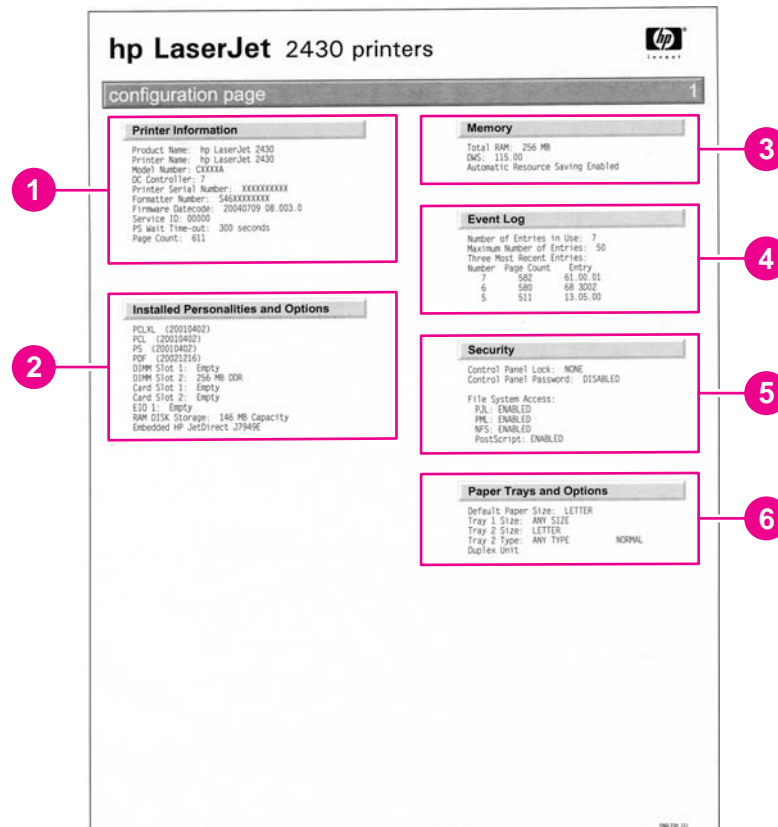 hp LaserJet 2430 printers
hp
invent
configuration page 1
1
Printer Information
Product Name: hp LaserJet 2430
Printer Name: hp LaserJet 2430
Model Number: CXXXXA
DC Controller: 7
Printer Serial Number: XXXXXXXXXX
Formatter Number: S46XXXXXXXX
Firmware Datecode: 20040709 08.003.0
Service ID: 00000
PS Wait Time-out: 300 seconds
Page Count: 611
2
Installed Personalities and Options
PCLXL (20010402)
PCL (20010402)
PS (20010402)
PDF (20021216)
DIMM Slot 1: Empty
DIMM Slot 2: 256 MB DDR
Card Slot 1: Empty
Card Slot 2: Empty
EIO 1: Empty
RAM DISK Storage: 146 MB Capacity
Embedded HP JetDirect J7949E
3
Memory
Total RAM: 256 MB
DWS: 115.00
Automatic Resource Saving Enabled
4
Event Log
Number of Entries in Use: 7
Maximum Number of Entries: 50
Three Most Recent Entries:
Number Page Count Entry
7 582 61.00.01
6 580 68 3D02
5 511 13.05.00
5
Security
Control Panel Lock: NONE
Control Panel Password: DISABLED
File System Access:
PJL: ENABLED
PML: ENABLED
NFS: ENABLED
PostScript: ENABLED
6
Paper Trays and Options
Default Paper Size: LETTER
Tray 1 Size: ANY SIZE
Tray 2 Size: LETTER
Tray 2 Type: ANY TYPE NORMAL
Duplex Unit